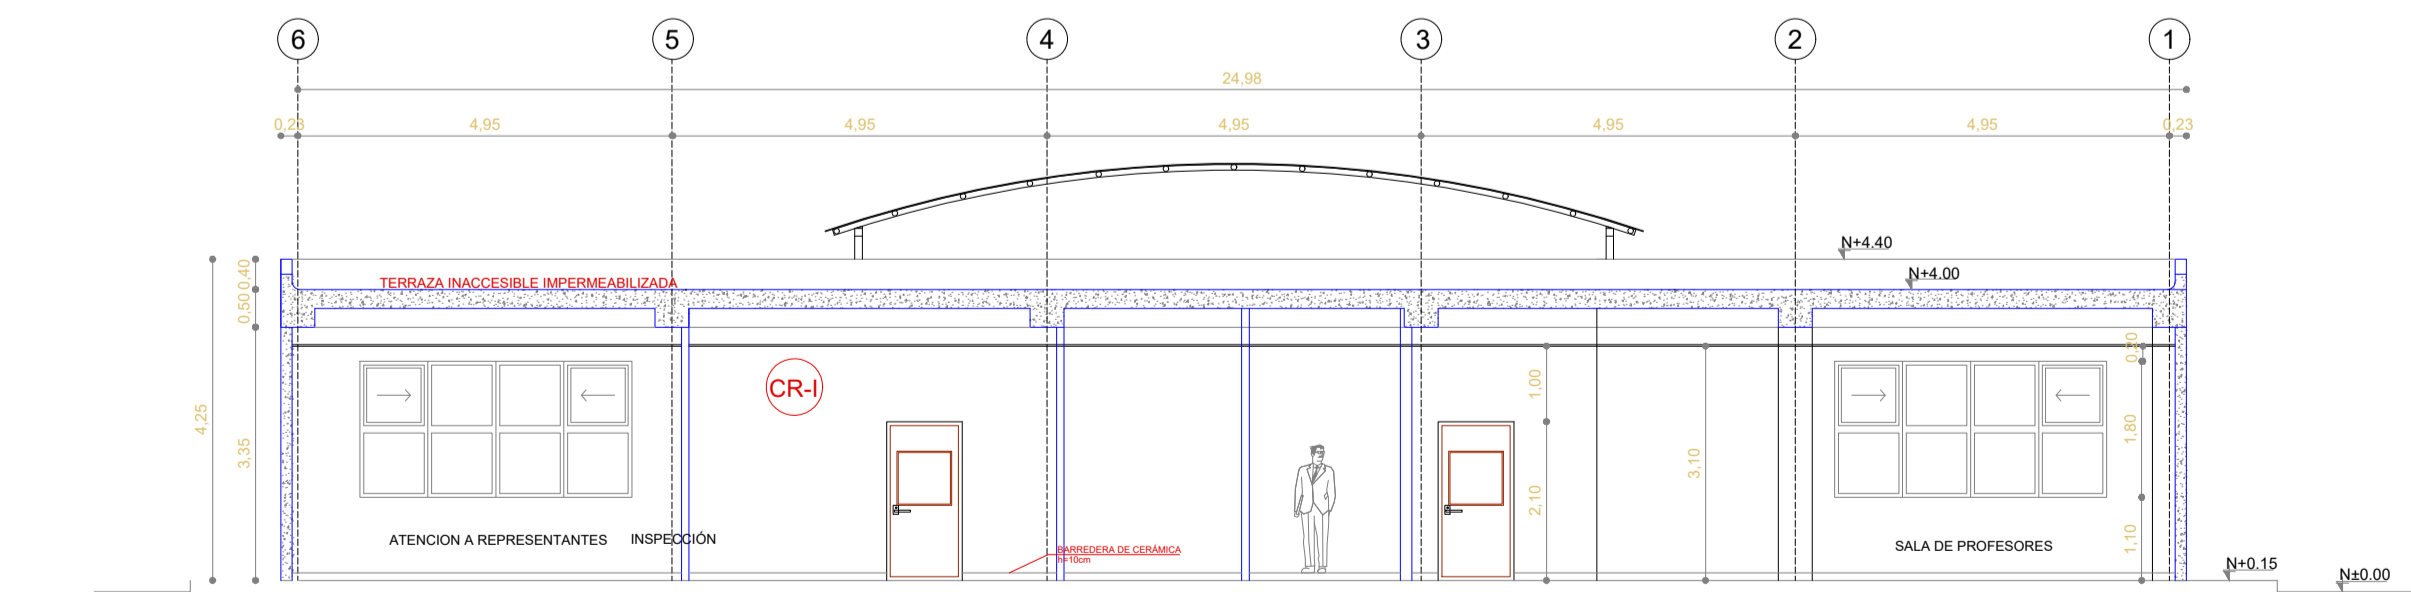 6 5 4 3 2 1
24,98
0,23 4,95 4,95 4,95 4,95 4,95 0,23
N+4.40
N+4.00
TERRAZA INACCESIBLE IMPERMEABILIZADA
0,40
0,50
4,25
3,35
CR-I
1,00
2,10
3,10
0,20
1,80
1,10
ATENCION A REPRESENTANTES
INSPECCIÓN
BARREDERA DE CERÁMICA
h=10cm
SALA DE PROFESORES
N+0.15
N±0.00